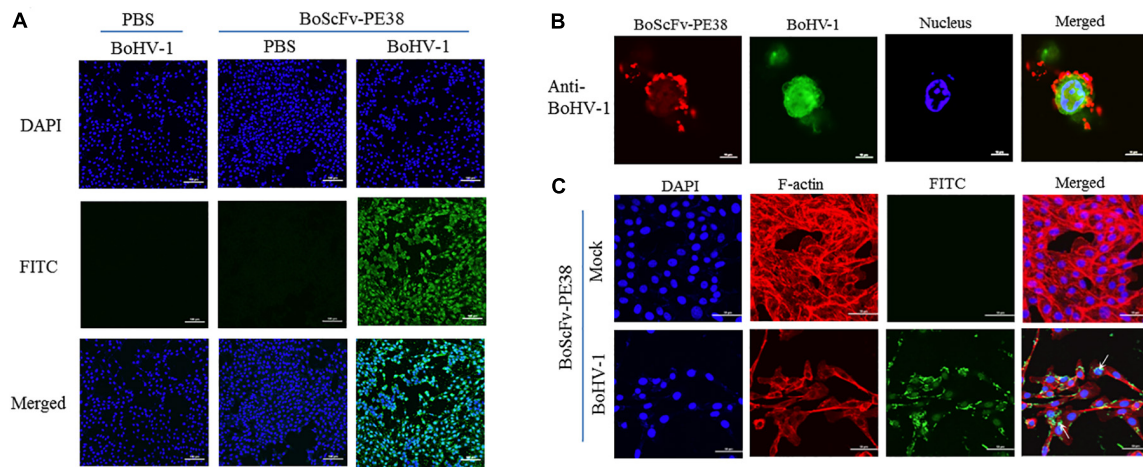 A
PBS
BoScFv-PE38
BoHV-1
PBS
BoHV-1
DAPI
FITC
Merged
B
BoScFv-PE38
BoHV-1
Nucleus
Merged
Anti-
BoHV-1
C
DAPI
F-actin
FITC
Merged
BoScFv-PE38
Mock
BoHV-1